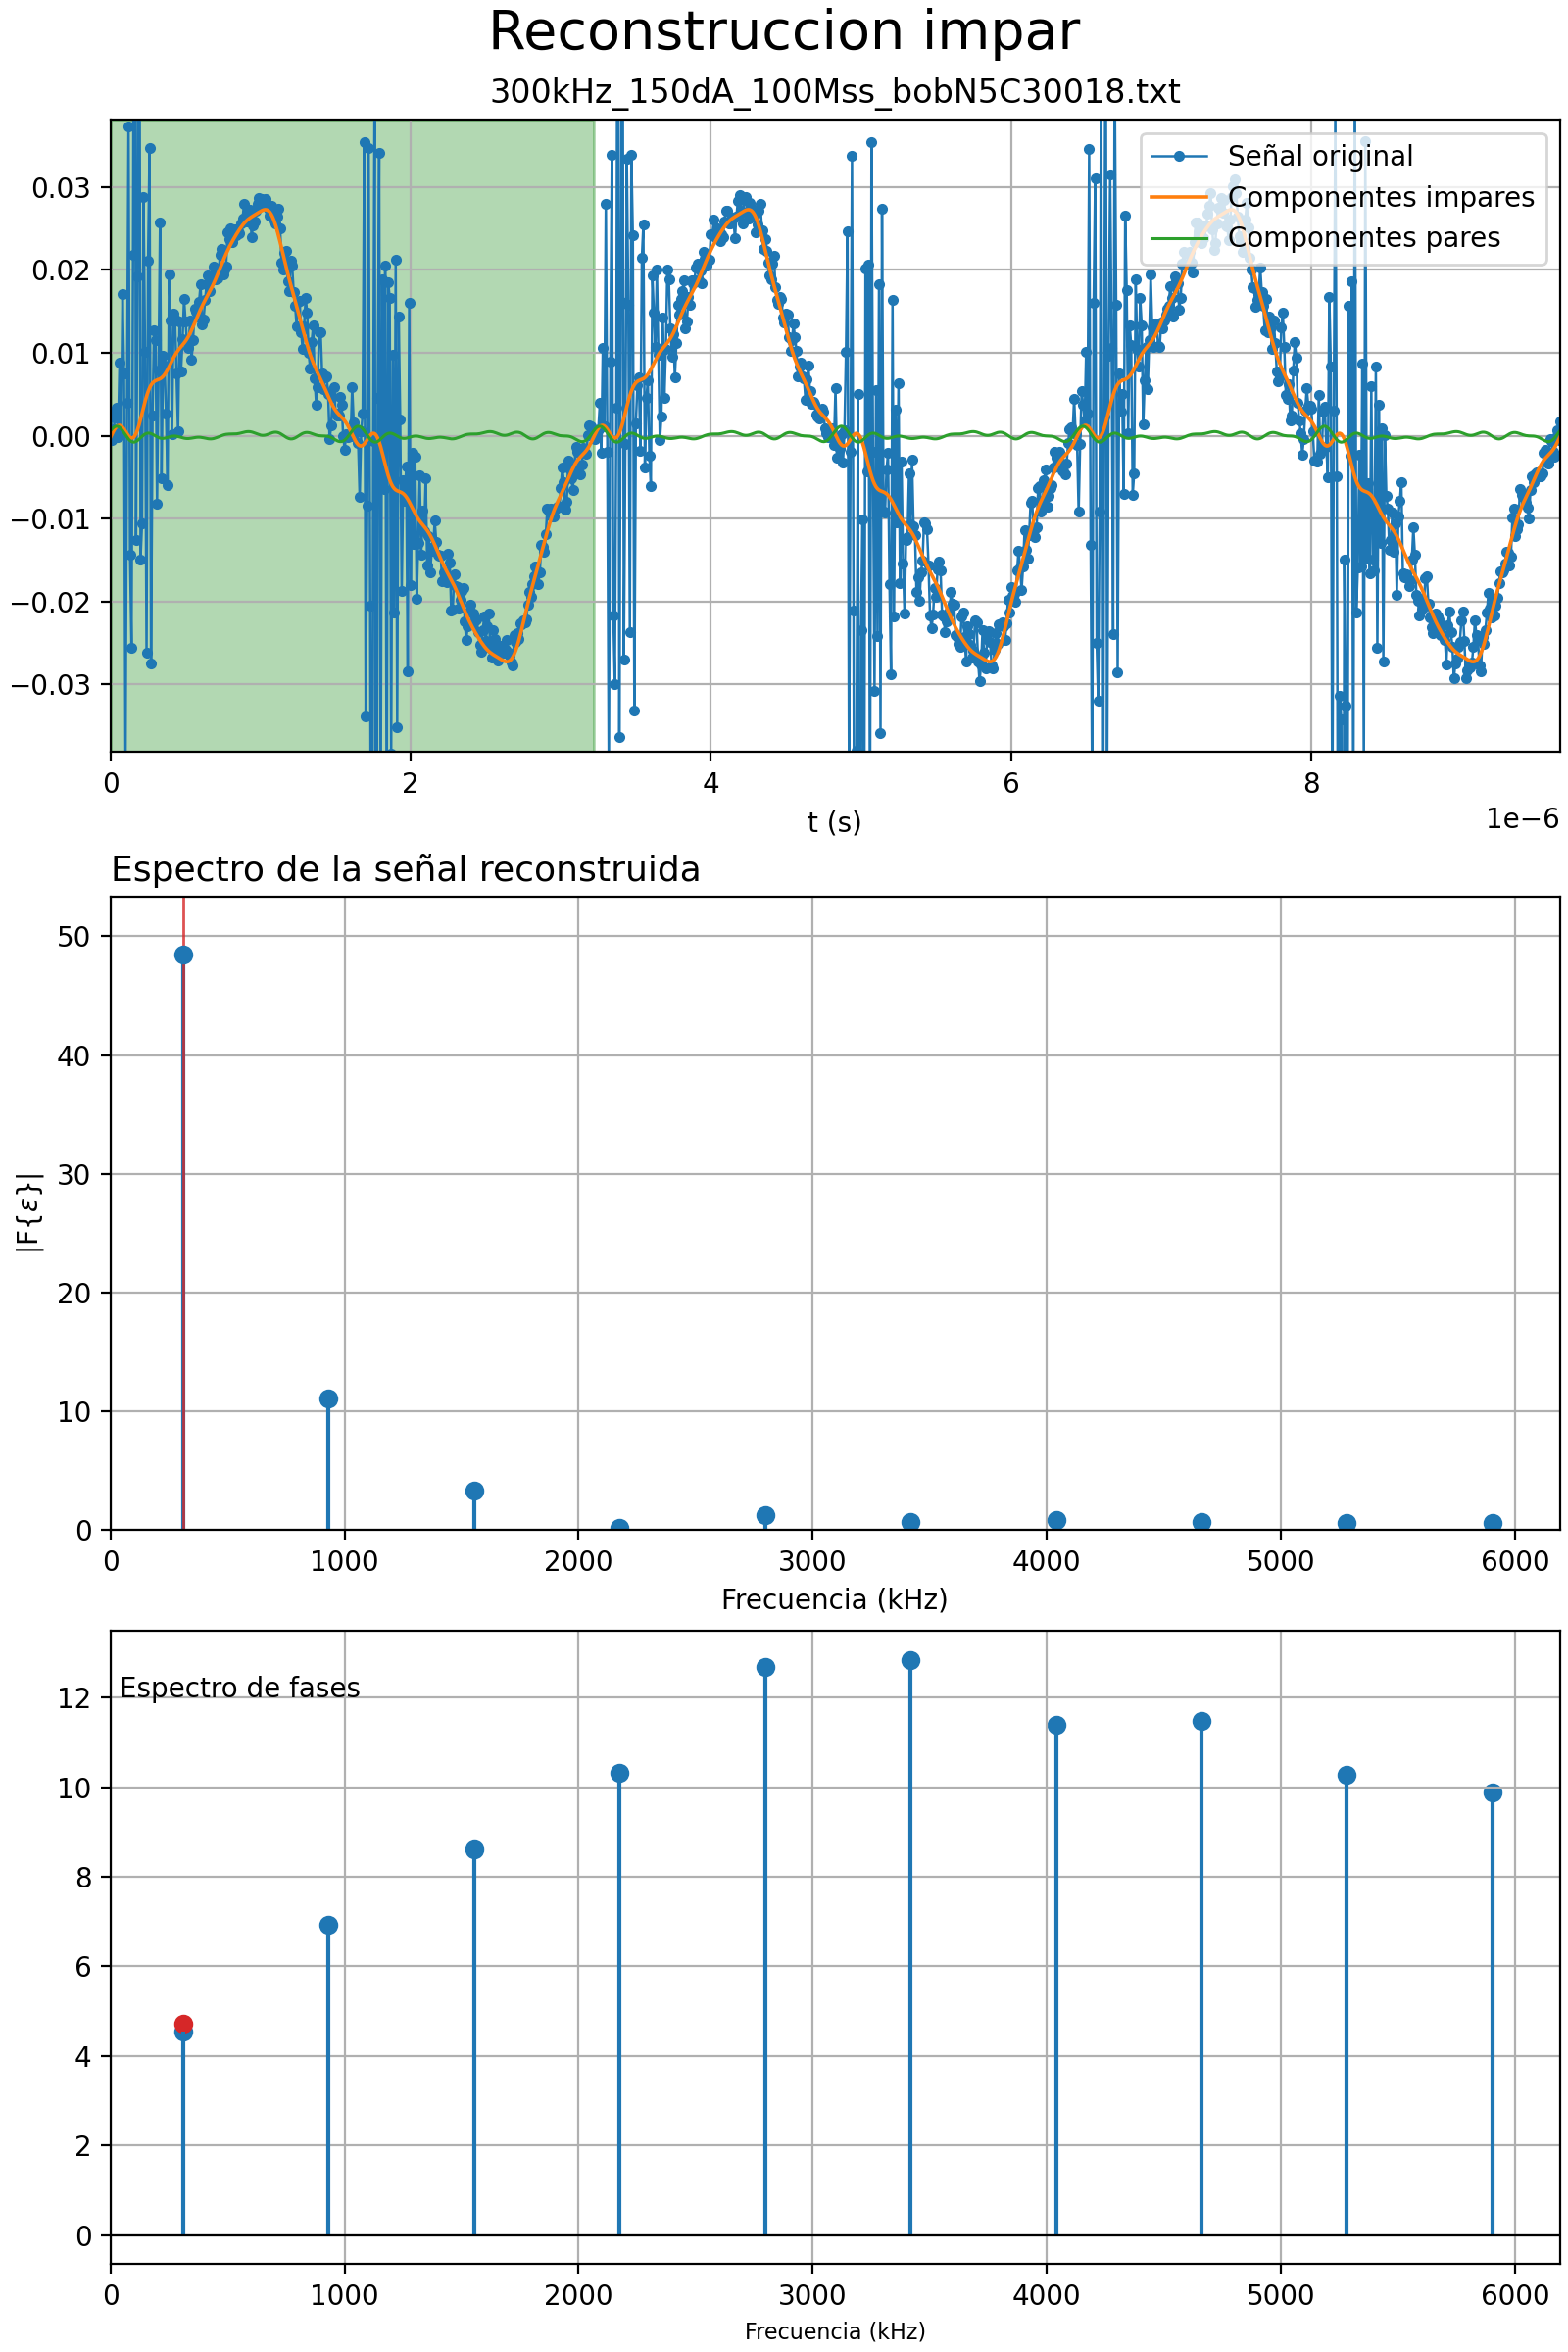 Reconstruccion impar
300kHz_150dA_100Mss_bobN5C30018.txt
Señal original
Componentes impares
Componentes pares
0.03
0.02
0.01
0.00
−0.01
−0.02
−0.03
0 2 4 6 8
1e−6
t (s)
Espectro de la señal reconstruida
50
40
30
20
10
0
|F{ε}|
0 1000 2000 3000 4000 5000 6000
Frecuencia (kHz)
Espectro de fases
12
10
8
6
4
2
0
0 1000 2000 3000 4000 5000 6000
Frecuencia (kHz)